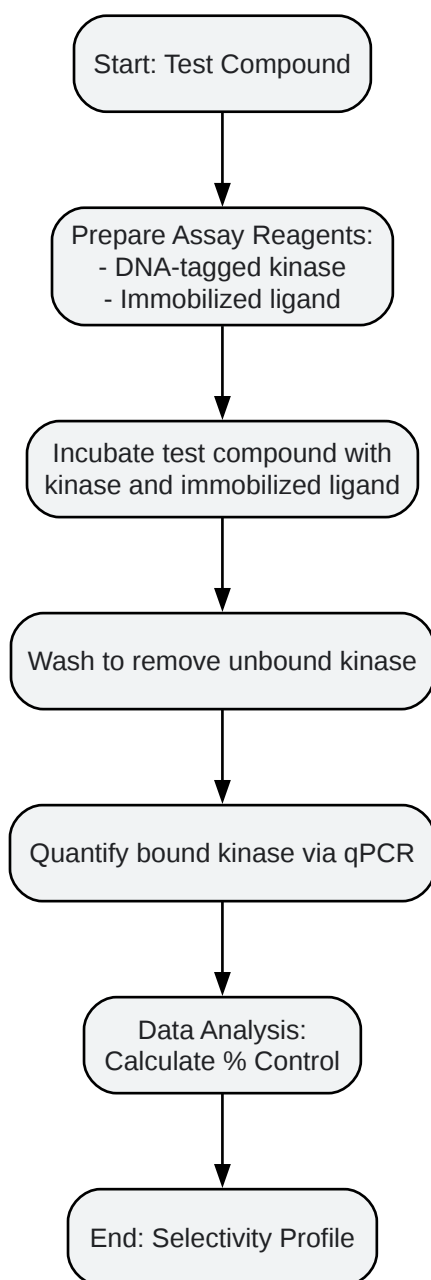 Start: Test Compound
Prepare Assay Reagents:
- DNA-tagged kinase
- Immobilized ligand
Incubate test compound with
kinase and immobilized ligand
Wash to remove unbound kinase
Quantify bound kinase via qPCR
Data Analysis:
Calculate % Control
End: Selectivity Profile